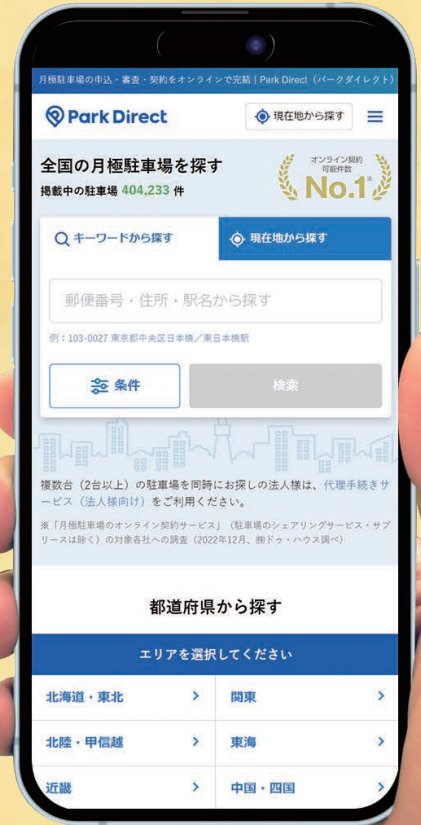 月極駐車場の申込・審査・契約をオンラインで完結 | Park Direct（パークダイレクト）
Park Direct
現在地から探す
全国の月極駐車場を探す
掲載中の駐車場 404,233 件
オンライン契約
可能件数
No.1※
キーワードから探す
現在地から探す
郵便番号・住所・駅名から探す
例：103-0027 東京都中央区日本橋／東日本橋駅
条件
検索
複数台（2台以上）の駐車場を同時にお探しの法人様は、代理手続きサ
ービス（法人様向け）をご利用ください。
※「月極駐車場のオンライン契約サービス」（駐車場のシェアリングサービス・サブ
リースは除く）の対象各社への調査（2022年12月、㈱ドゥ・ハウス調べ）
都道府県から探す
エリアを選択してください
北海道・東北
関東
北陸・甲信越
東海
近畿
中国・四国